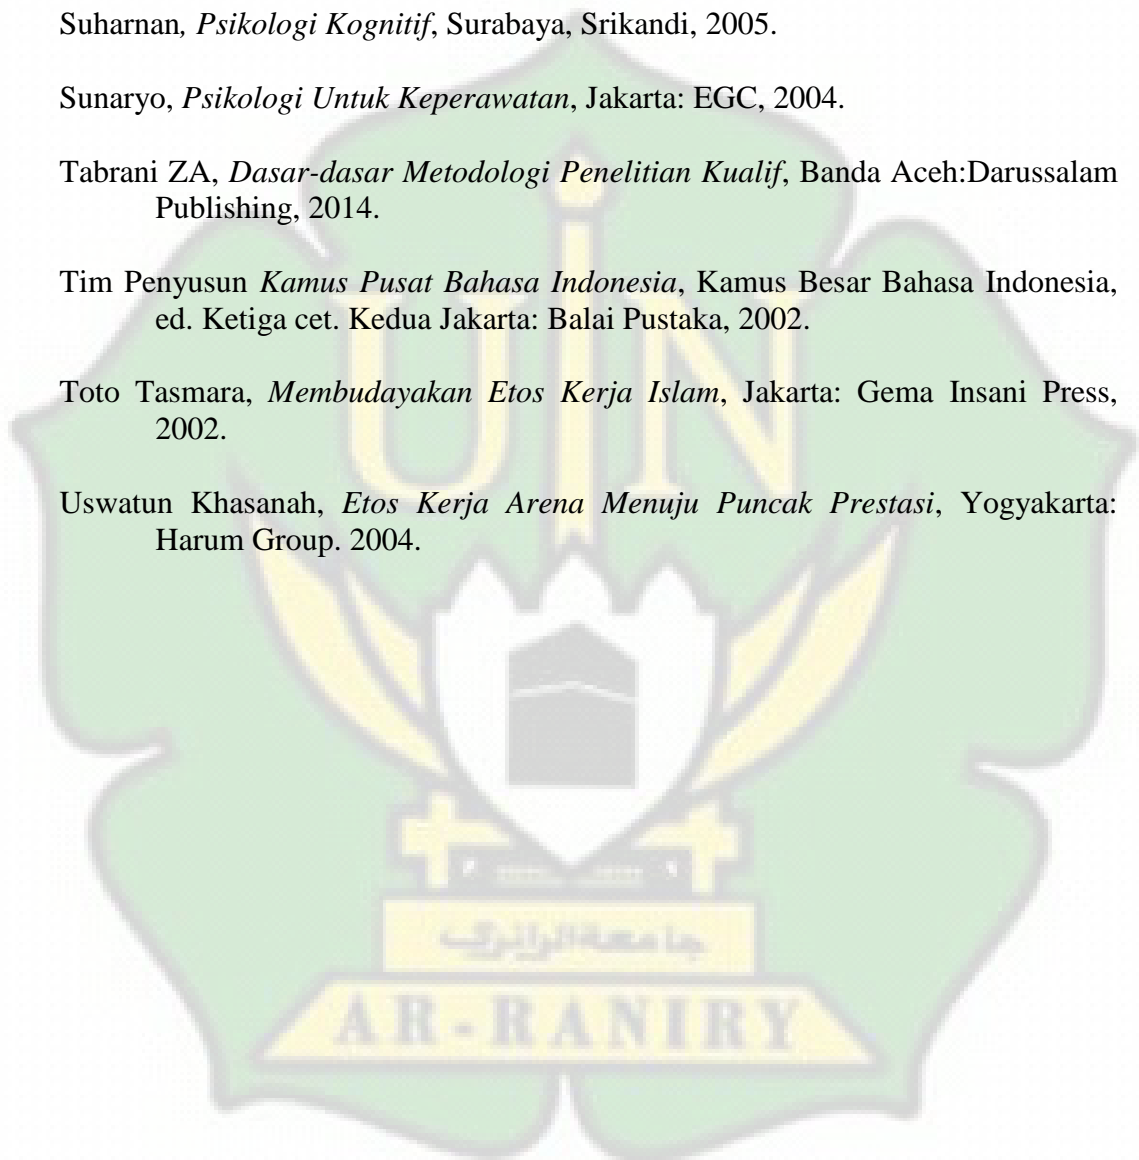 Suharnan, Psikologi Kognitif, Surabaya, Srikandi, 2005.
Sunaryo, Psikologi Untuk Keperawatan, Jakarta: EGC, 2004.
Tabrani ZA, Dasar-dasar Metodologi Penelitian Kualif, Banda Aceh:Darussalam
Publishing, 2014.
Tim Penyusun Kamus Pusat Bahasa Indonesia, Kamus Besar Bahasa Indonesia,
ed. Ketiga cet. Kedua Jakarta: Balai Pustaka, 2002.
Toto Tasmara, Membudayakan Etos Kerja Islam, Jakarta: Gema Insani Press,
2002.
Uswatun Khasanah, Etos Kerja Arena Menuju Puncak Prestasi, Yogyakarta:
Harum Group. 2004.
UIN
جامعة الرانري
AR-RANIRY